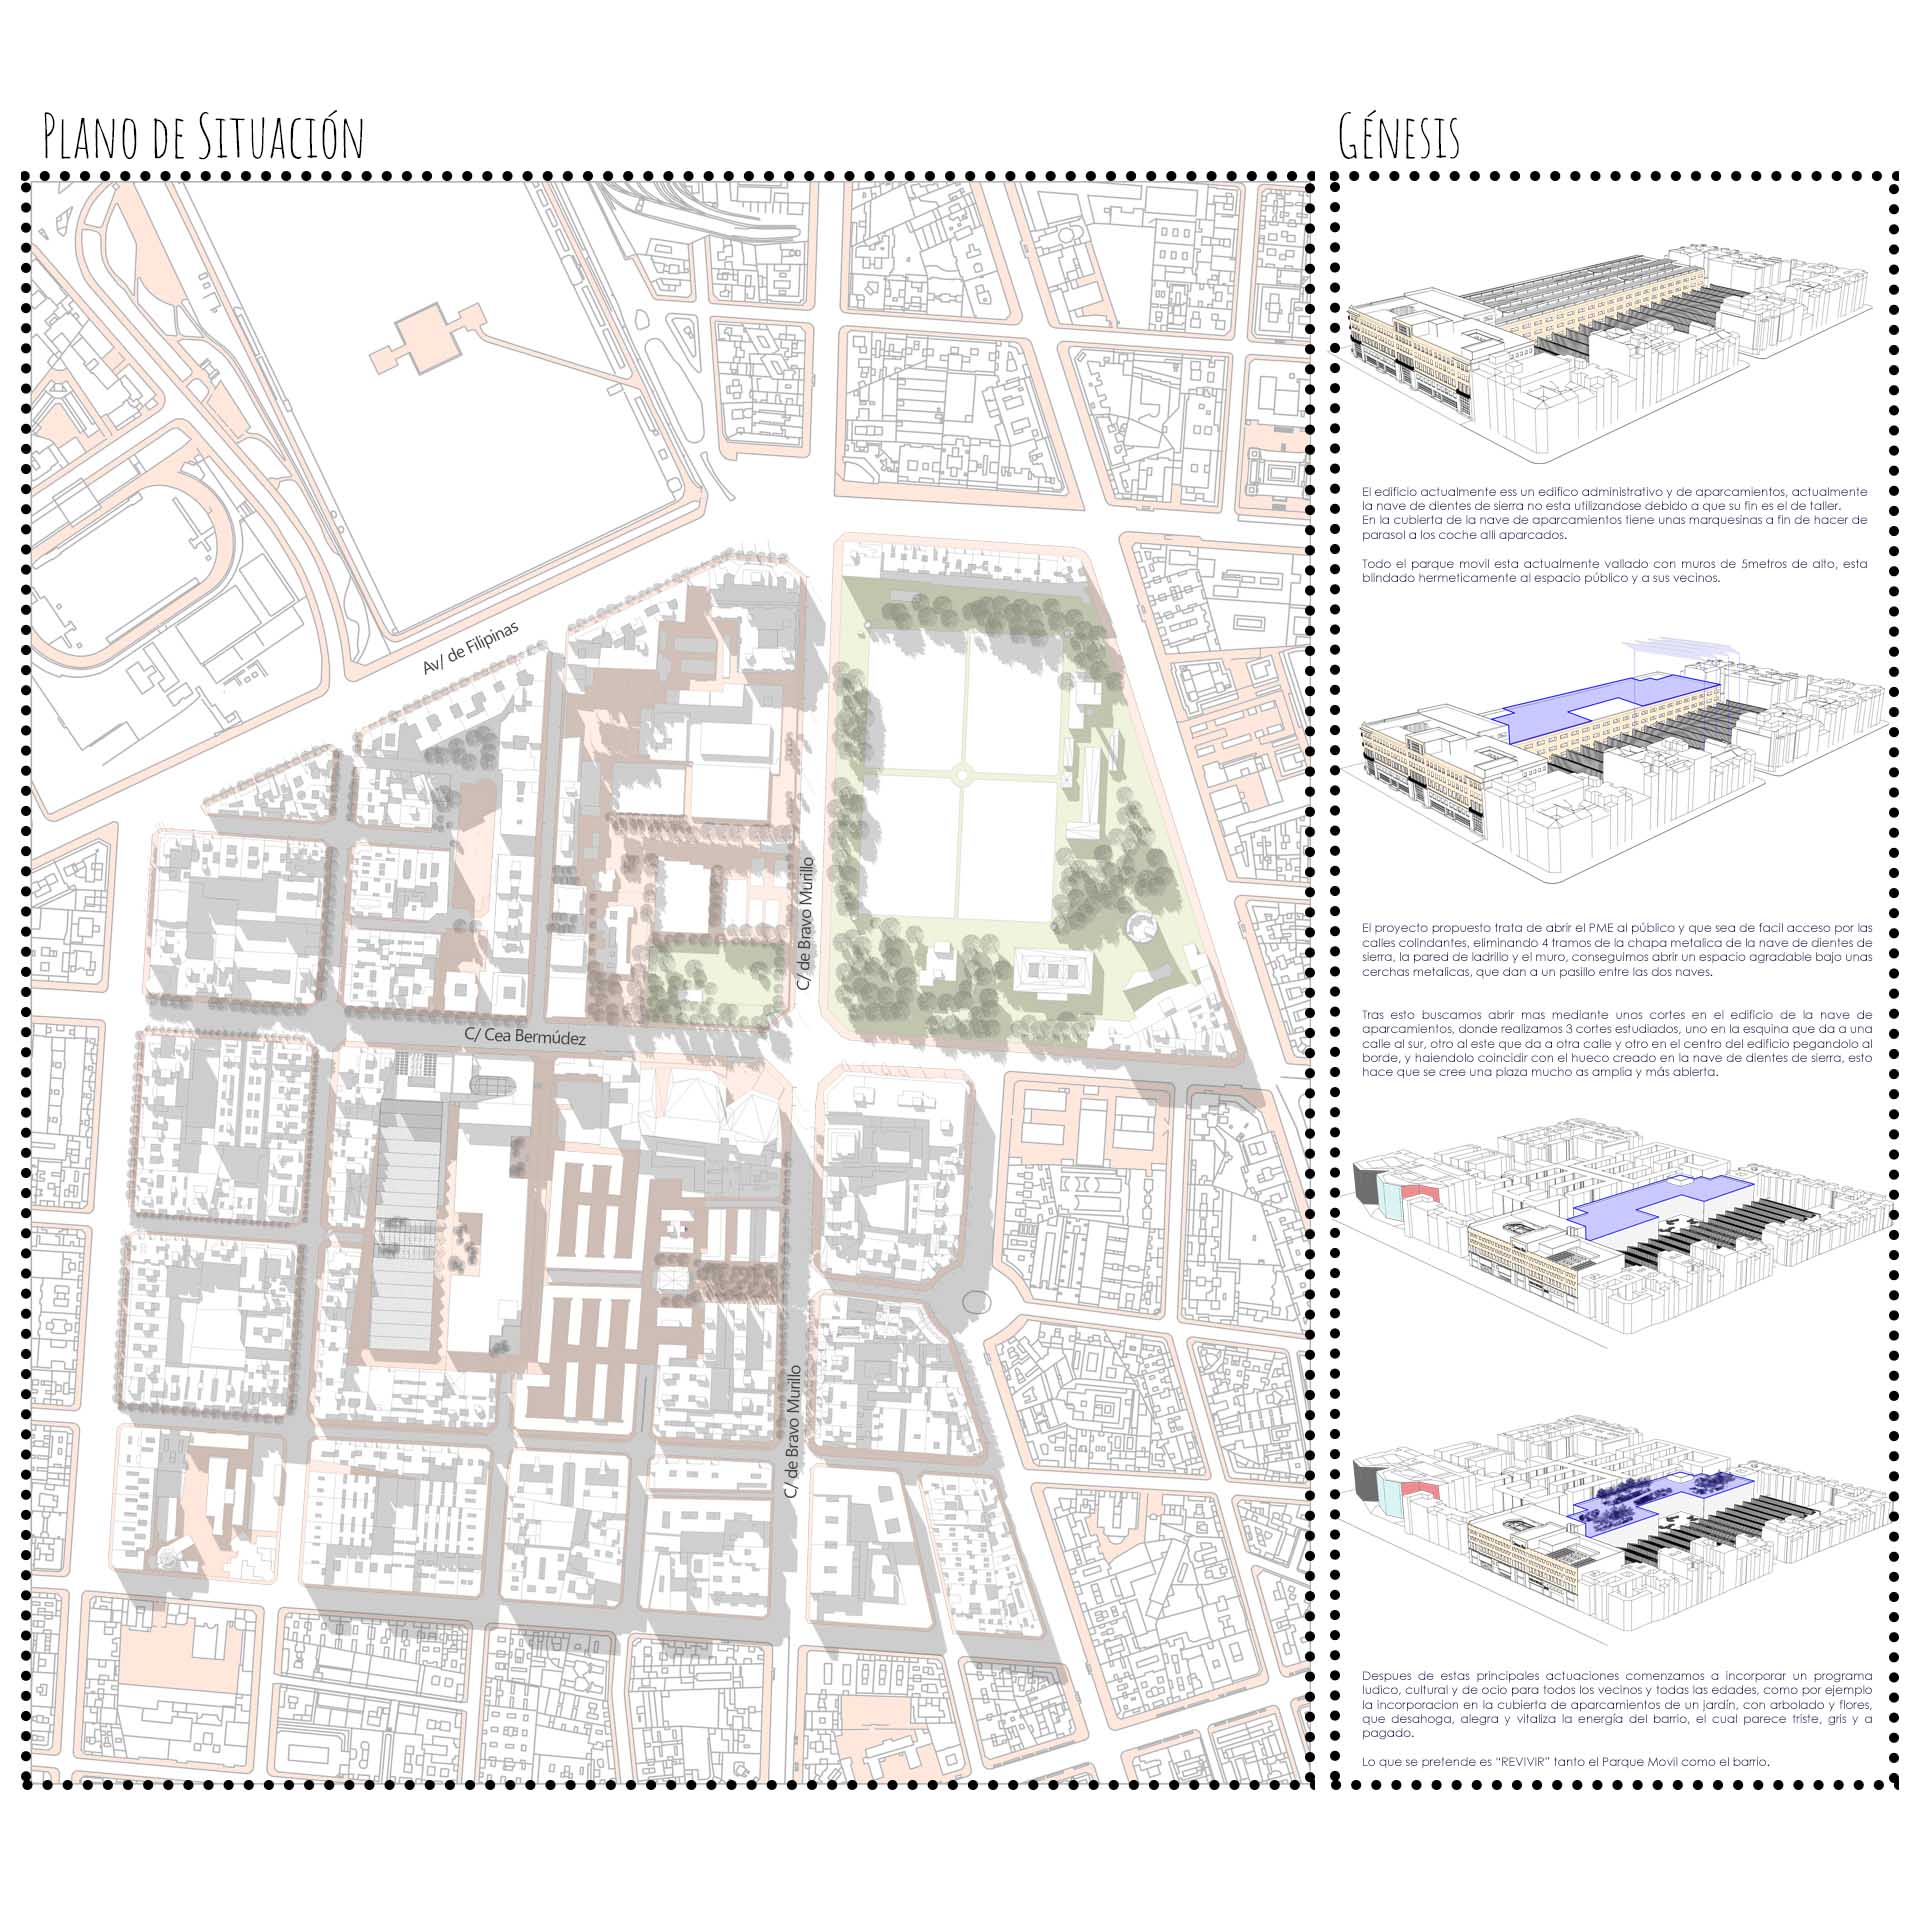 Plano de Situación
Av/ de Filipinas
C/ de Bravo Murillo
C/ Cea Bermúdez
C/ de Bravo Murillo
Génesis
El edificio actualmente ess un edifico administrativo y de aparcamientos, actualmente
la nave de dientes de sierra no esta utilizandose debido a que su fin es el de taller.
En la cubierta de la nave de aparcamientos tiene unas marquesinas a fin de hacer de
parasol a los coche alli aparcados.
Todo el parque movil esta actualmente vallado con muros de 5metros de alto, esta
blindado hermeticamente al espacio público y a sus vecinos.
El proyecto propuesto trata de abrir el PME al público y que sea de facil acceso por las
calles colindantes, eliminando 4 tramos de la chapa metalica de la nave de dientes de
sierra, la pared de ladrillo y el muro, conseguimos abrir un espacio agradable bajo unas
cerchas metalicas, que dan a un pasillo entre las dos naves.
Tras esto buscamos abrir mas mediante unos cortes en el edificio de la nave de
aparcamientos, donde realizamos 3 cortes estudiados, uno en la esquina que da a una
calle al sur, otro al este que da a otra calle y otro en el centro del edificio pegandolo al
borde, y haiendolo coincidir con el hueco creado en la nave de dientes de sierra, esto
hace que se cree una plaza mucho as amplia y más abierta.
Despues de estas principales actuaciones comenzamos a incorporar un programa
ludico, cultural y de ocio para todos los vecinos y todas las edades, como por ejemplo
la incorporacion en la cubierta de aparcamientos de un jardín, con arbolado y flores,
que desahoga, alegra y vitaliza la energía del barrio, el cual parece triste, gris y a
pagado.
Lo que se pretende es “REVIVIR” tanto el Parque Movil como el barrio.